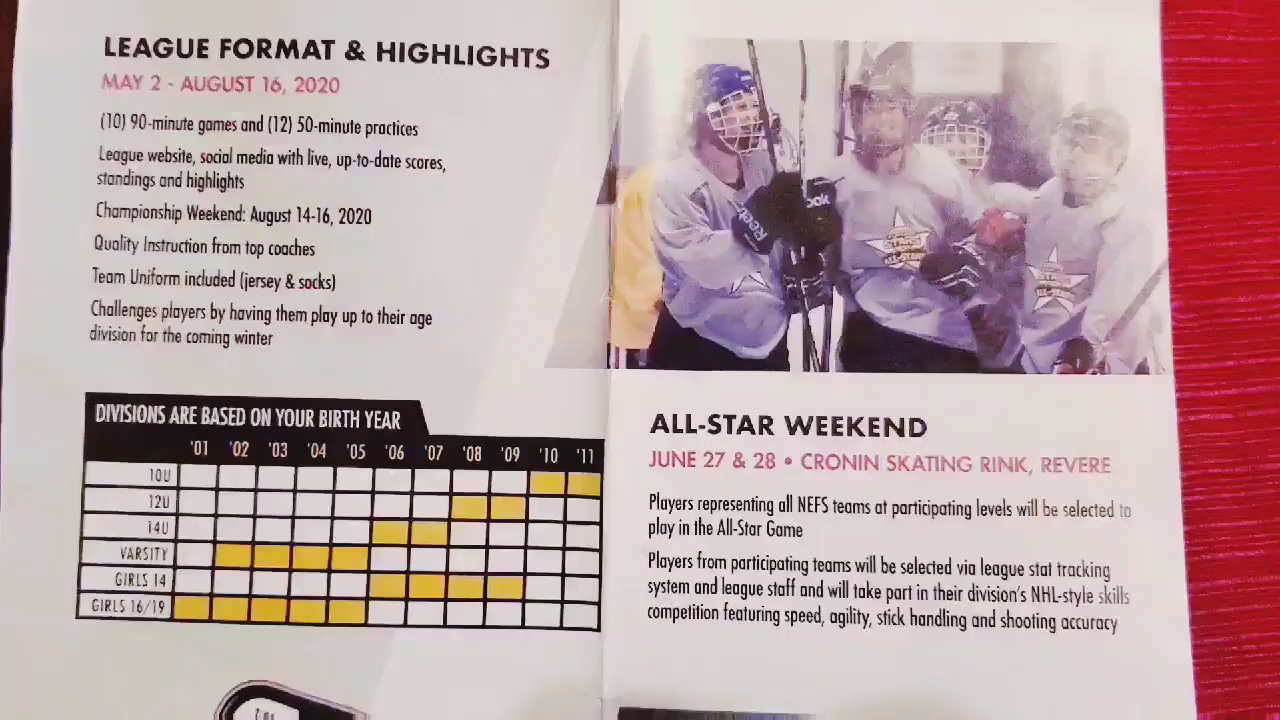 LEAGUE FORMAT & HIGHLIGHTS
MAY 2 - AUGUST 16, 2020
(10) 90-minute games and (12) 50-minute practices
League website, social media with live, up-to-date scores,
standings and highlights
Championship Weekend: August 14-16, 2020
Quality Instruction from top coaches
Team Uniform included (jersey & socks)
Challenges players by having them play up to their age
division for the coming winter
DIVISIONS ARE BASED ON YOUR BIRTH YEAR
'01 '02 '03 '04 '05 '06 '07 '08 '09 '10 '11
10U
12U
14U
VARSITY
GIRLS 14
GIRLS 16/19
Reebok
ALL-STAR WEEKEND
JUNE 27 & 28 • CRONIN SKATING RINK, REVERE
Players representing all NEFS teams at participating levels will be selected to
play in the All-Star Game
Players from participating teams will be selected via league stat tracking
system and league staff and will take part in their division's NHL-style skills
competition featuring speed, agility, stick handling and shooting accuracy